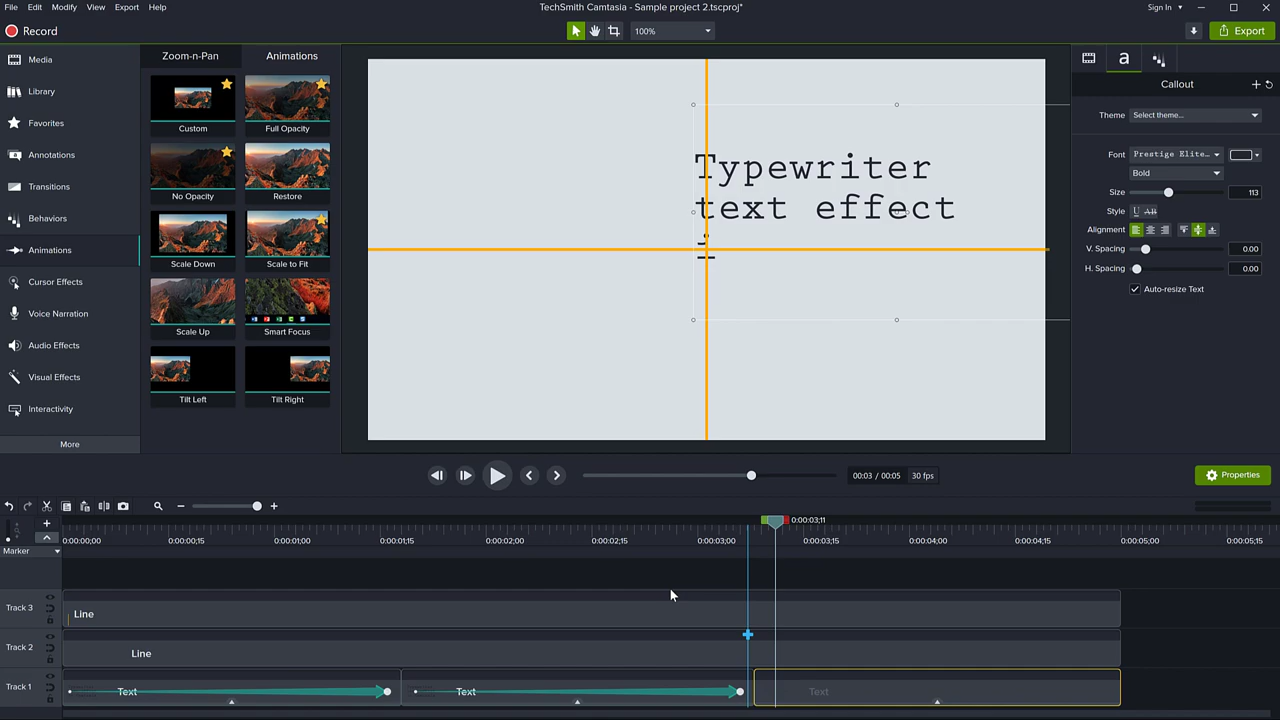 File Edit Modify View Export Help
TechSmith Camtasia - Sample project 2.tscproj*
Sign In
Record
100%
Export
Media
Library
Favorites
Annotations
Transitions
Behaviors
Animations
Cursor Effects
Voice Narration
Audio Effects
Visual Effects
Interactivity
More
Zoom-n-Pan Animations
Custom Full Opacity
No Opacity Restore
Scale Down Scale to Fit
Scale Up Smart Focus
Tilt Left Tilt Right
Typewriter
text effect
a
Callout
Theme Select theme...
Font Prestige Elite...
Bold
Size 113
Style U Ab
Alignment
V. Spacing 0.00
H. Spacing 0.00
Auto-resize Text
00:03 / 00:05 30 fps
Properties
0:00:03;11
0:00:00;00 0:00:00;15 0:00:01;00 0:00:01;15 0:00:02;00 0:00:02;15 0:00:03;00 0:00:03;15 0:00:04;00 0:00:04;15 0:00:05;00 0:00:05;15
Marker
Track 3 Line
Track 2 Line
Track 1 Text Text Text